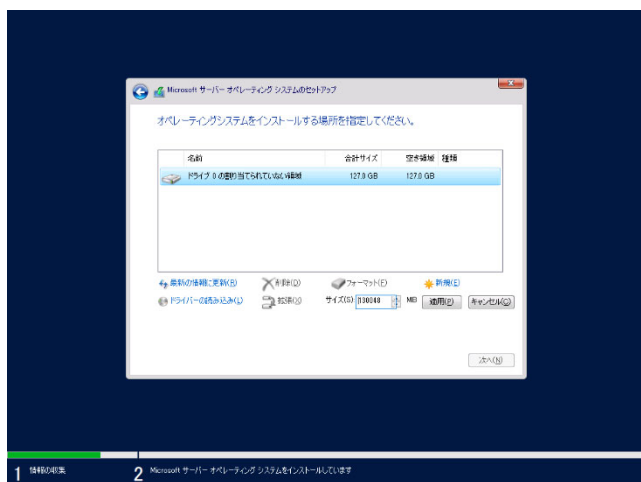 Microsoft サーバー オペレーティング システムのセットアップ
オペレーティングシステムをインストールする場所を指定してください。
名前 合計サイズ 空き領域 種類
ドライブ 0 の割り当てられていない領域 127.0 GB 127.0 GB
最新の情報に更新(R) 削除(D) フォーマット(F) 新規(E)
ドライバーの読み込み(L) 拡張(X) サイズ(S): 130048 MB 適用(P) キャンセル(C)
次へ(N)
1 情報の収集 2 Microsoft サーバー オペレーティング システムをインストールしています